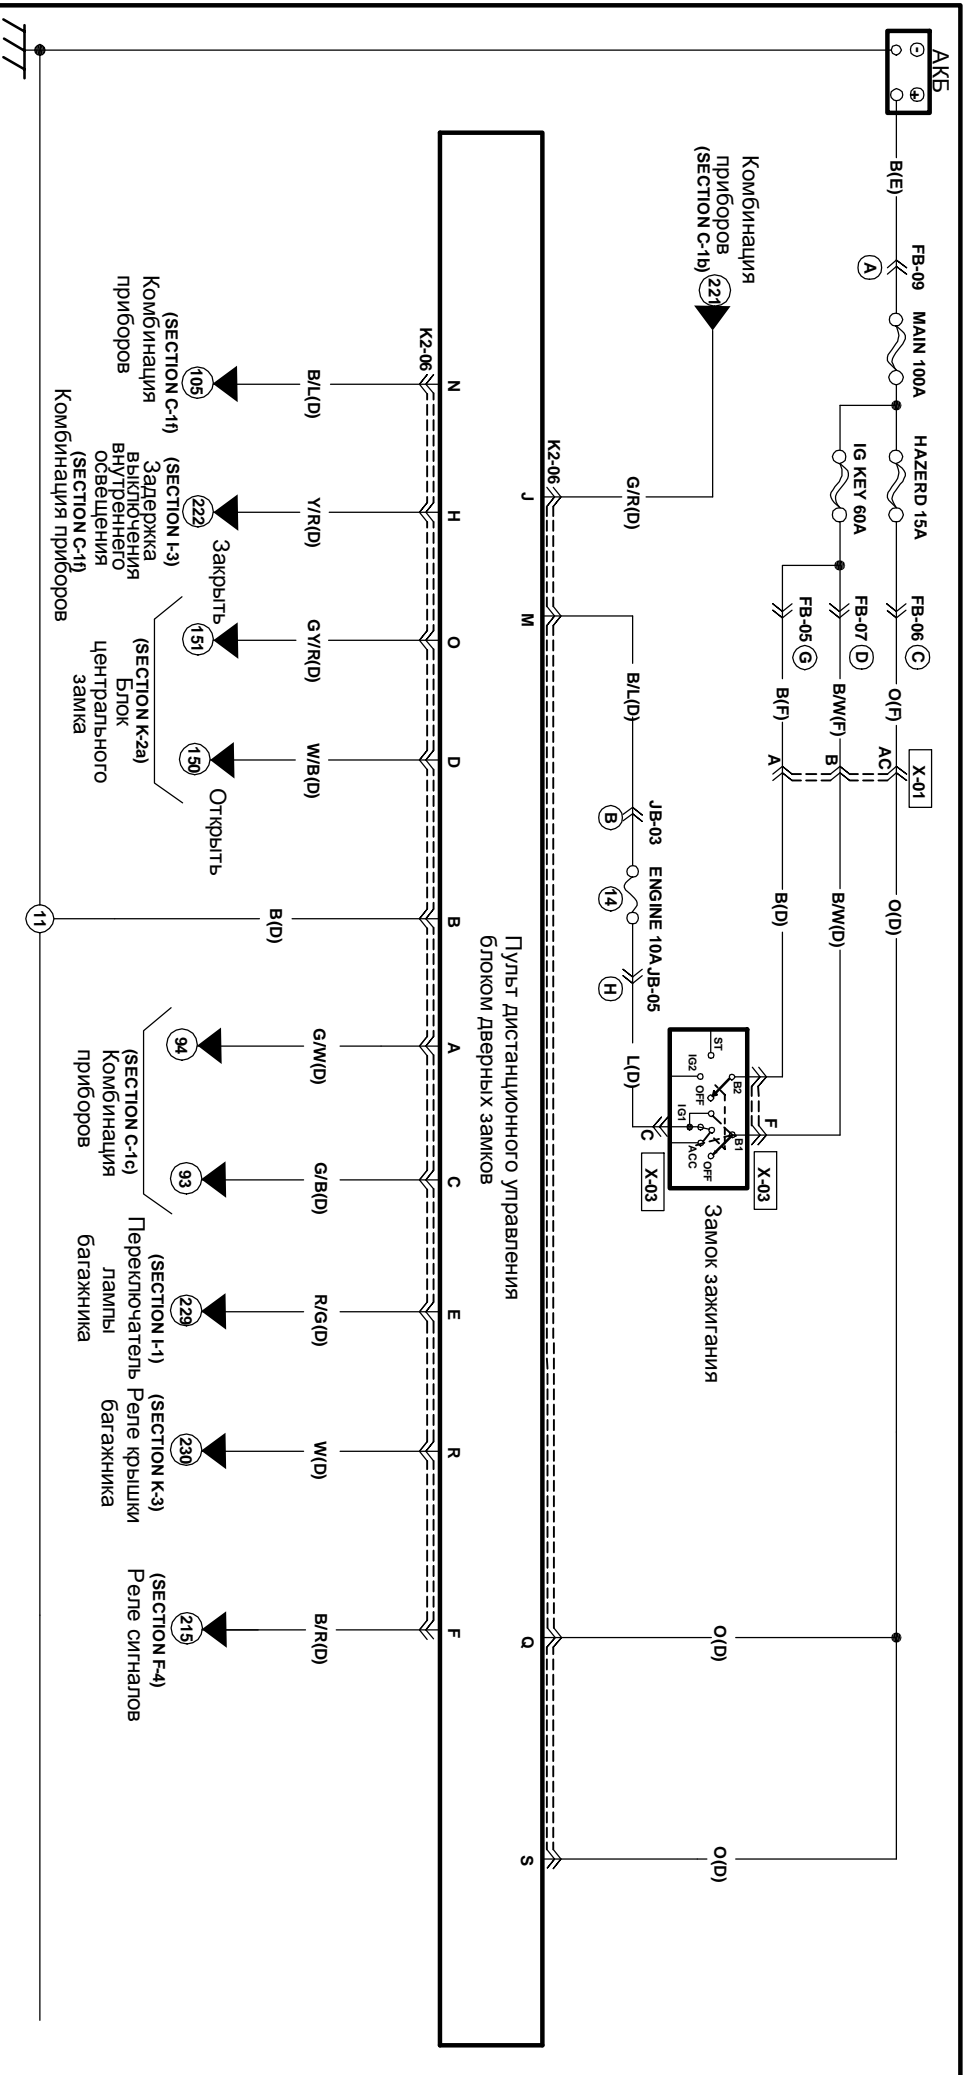 АКБ
-
+
B(E)
FB-09
A
MAIN 100A
HAZERD 15A
IG KEY 60A
FB-06
C
FB-07
D
FB-05
G
O(F)
B/W(F)
B(F)
X-01
AC
B
A
O(D)
B/W(D)
B(D)
Комбинация
приборов
(SECTION C-1b)
221
G/R(D)
B/L(D)
JB-03
B
ENGINE 10A
14
JB-05
H
L(D)
C
F
X-03
X-03
ST
IG2
OFF
B2
IG1
B1
ACC
OFF
Замок зажигания
O(D)
O(D)
K2-06
J
M
Q
S
Пульт дистанционного управления
блоком дверных замков
K2-06
N
H
O
D
B
A
C
E
R
F
B/L(D)
Y/R(D)
GY/R(D)
W/B(D)
B(D)
G/W(D)
G/B(D)
R/G(D)
W(D)
B/R(D)
105
(SECTION C-1f)
Комбинация
приборов
222
(SECTION I-3)
Задержка
выключения
внутреннего
освещения
(SECTION C-1f)
Комбинация приборов
Закрыть
151
150
Открыть
(SECTION K-2a)
Блок
центрального
замка
11
94
93
(SECTION C-1c)
Комбинация
приборов
229
(SECTION I-1)
Переключатель
лампы
багажника
230
(SECTION K-3)
Реле крышки
багажника
215
(SECTION F-4)
Реле сигналов